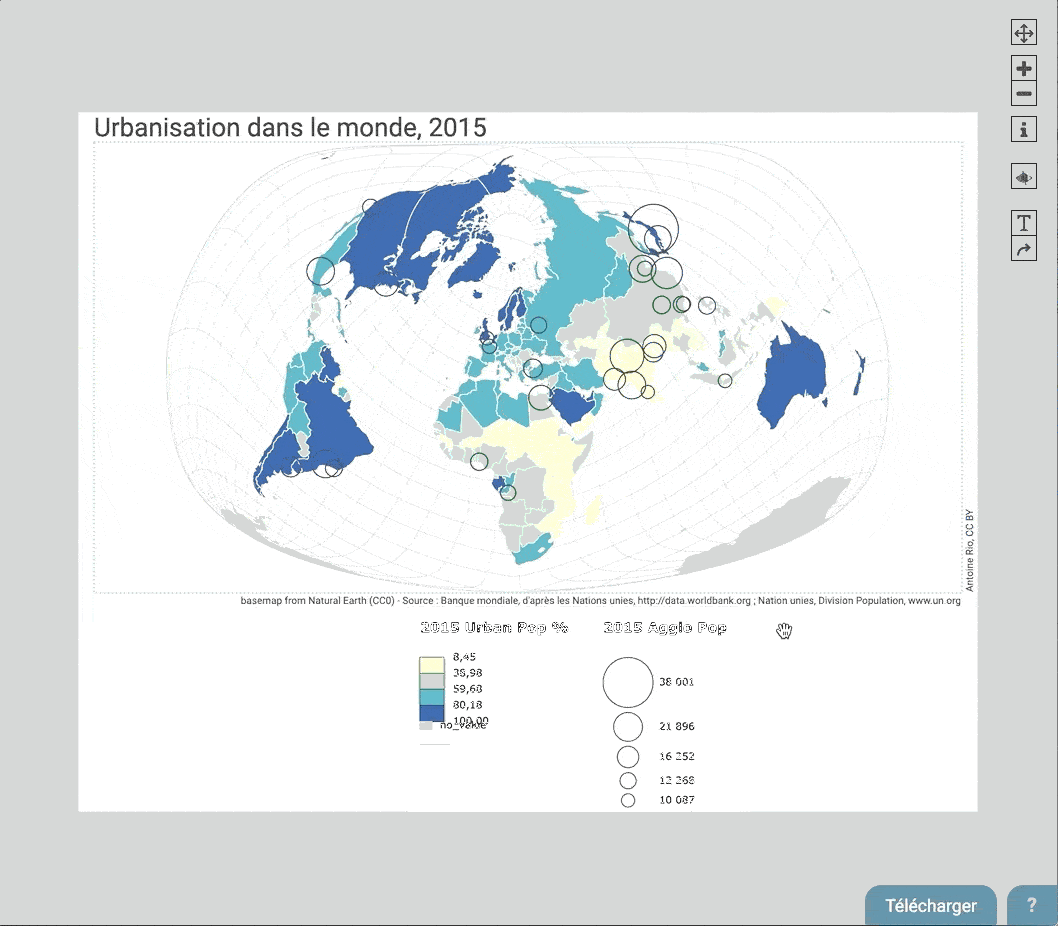 Urbanisation dans le monde, 2015
T
Antoine Rio, CC BY
basemap from Natural Earth (CC0) - Source : Banque mondiale, d'après les Nations unies, http://data.worldbank.org ; Nation unies, Division Population, www.un.org
2015 Urban Pop %
8,45
38,98
59,68
80,18
100,00
no_value
2015 Agglo Pop
38 001
21 896
16 252
12 268
10 087
Télécharger
?